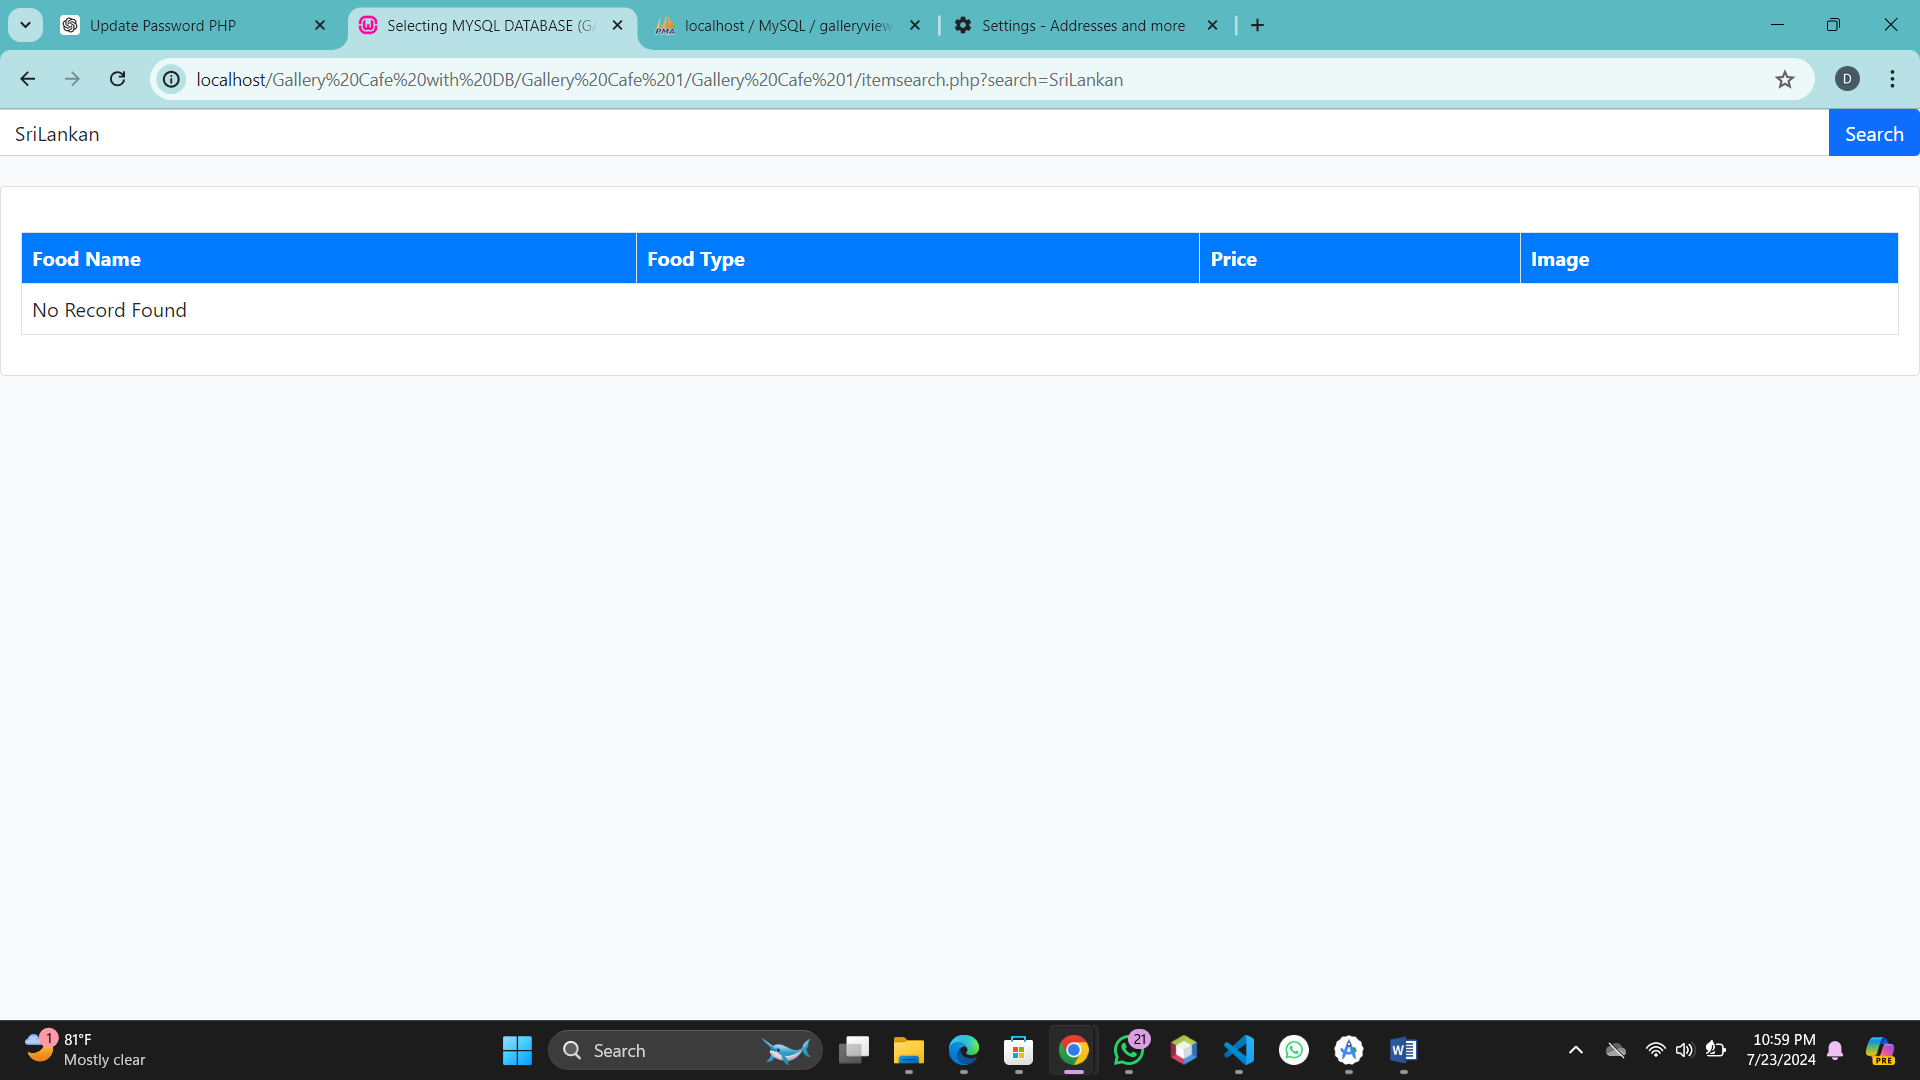 Update Password PHP
Selecting MYSQL DATABASE (GA
localhost / MySQL / galleryview
Settings - Addresses and more
localhost/Gallery%20Cafe%20with%20DB/Gallery%20Cafe%201/Gallery%20Cafe%201/itemsearch.php?search=SriLankan
D
SriLankan
Search
Food Name Food Type Price Image
No Record Found
1
81°F
Mostly clear
Search
21
10:59 PM
7/23/2024
PRE